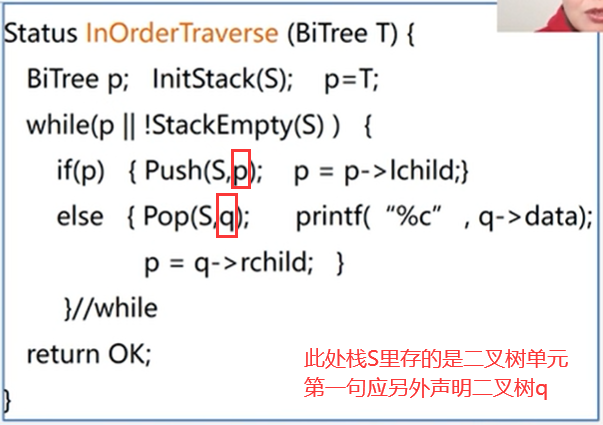 Status InOrderTraverse (BiTree T) {
BiTree p; InitStack(S); p=T;
while(p || !StackEmpty(S) ) {
if(p) { Push(S,p); p = p->lchild;}
else { Pop(S,q); printf( “%c” , q->data);
p = q->rchild; }
}//while
return OK;
}
此处栈S里存的是二叉树单元
第一句应另外声明二叉树q